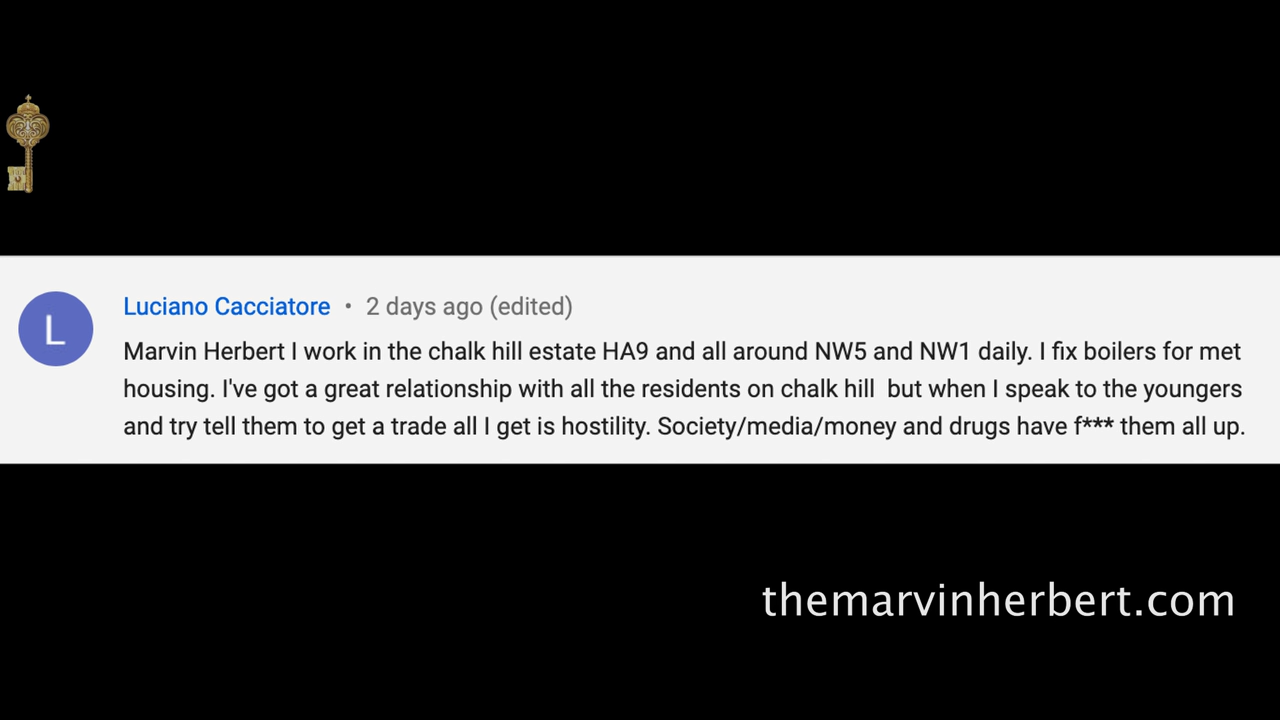 L
Luciano Cacciatore • 2 days ago (edited)
Marvin Herbert I work in the chalk hill estate HA9 and all around NW5 and NW1 daily. I fix boilers for met
housing. I've got a great relationship with all the residents on chalk hill  but when I speak to the youngers
and try tell them to get a trade all I get is hostility. Society/media/money and drugs have f*** them all up.
themarvinherbert.com